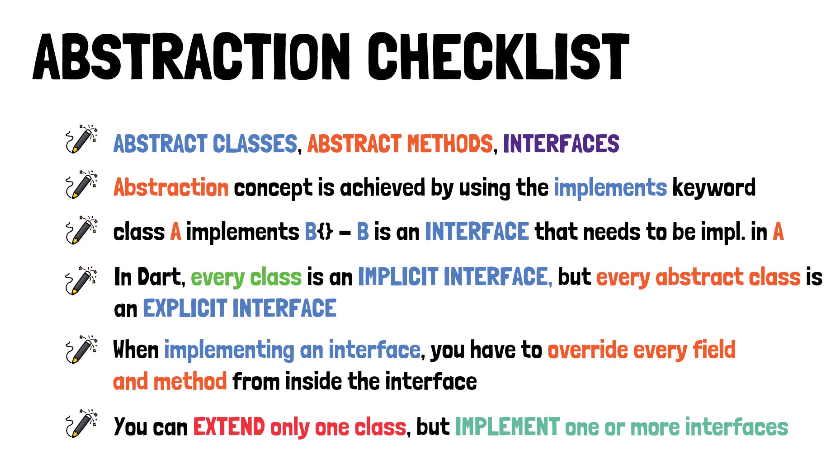 ABSTRACTION CHECKLIST
ABSTRACT CLASSES, ABSTRACT METHODS, INTERFACES
Abstraction concept is achieved by using the implements keyword
class A implements B{} - B is an INTERFACE that needs to be impl. in A
In Dart, every class is an IMPLICIT INTERFACE, but every abstract class is
an EXPLICIT INTERFACE
When implementing an interface, you have to override every field
and method from inside the interface
You can EXTEND only one class, but IMPLEMENT one or more interfaces